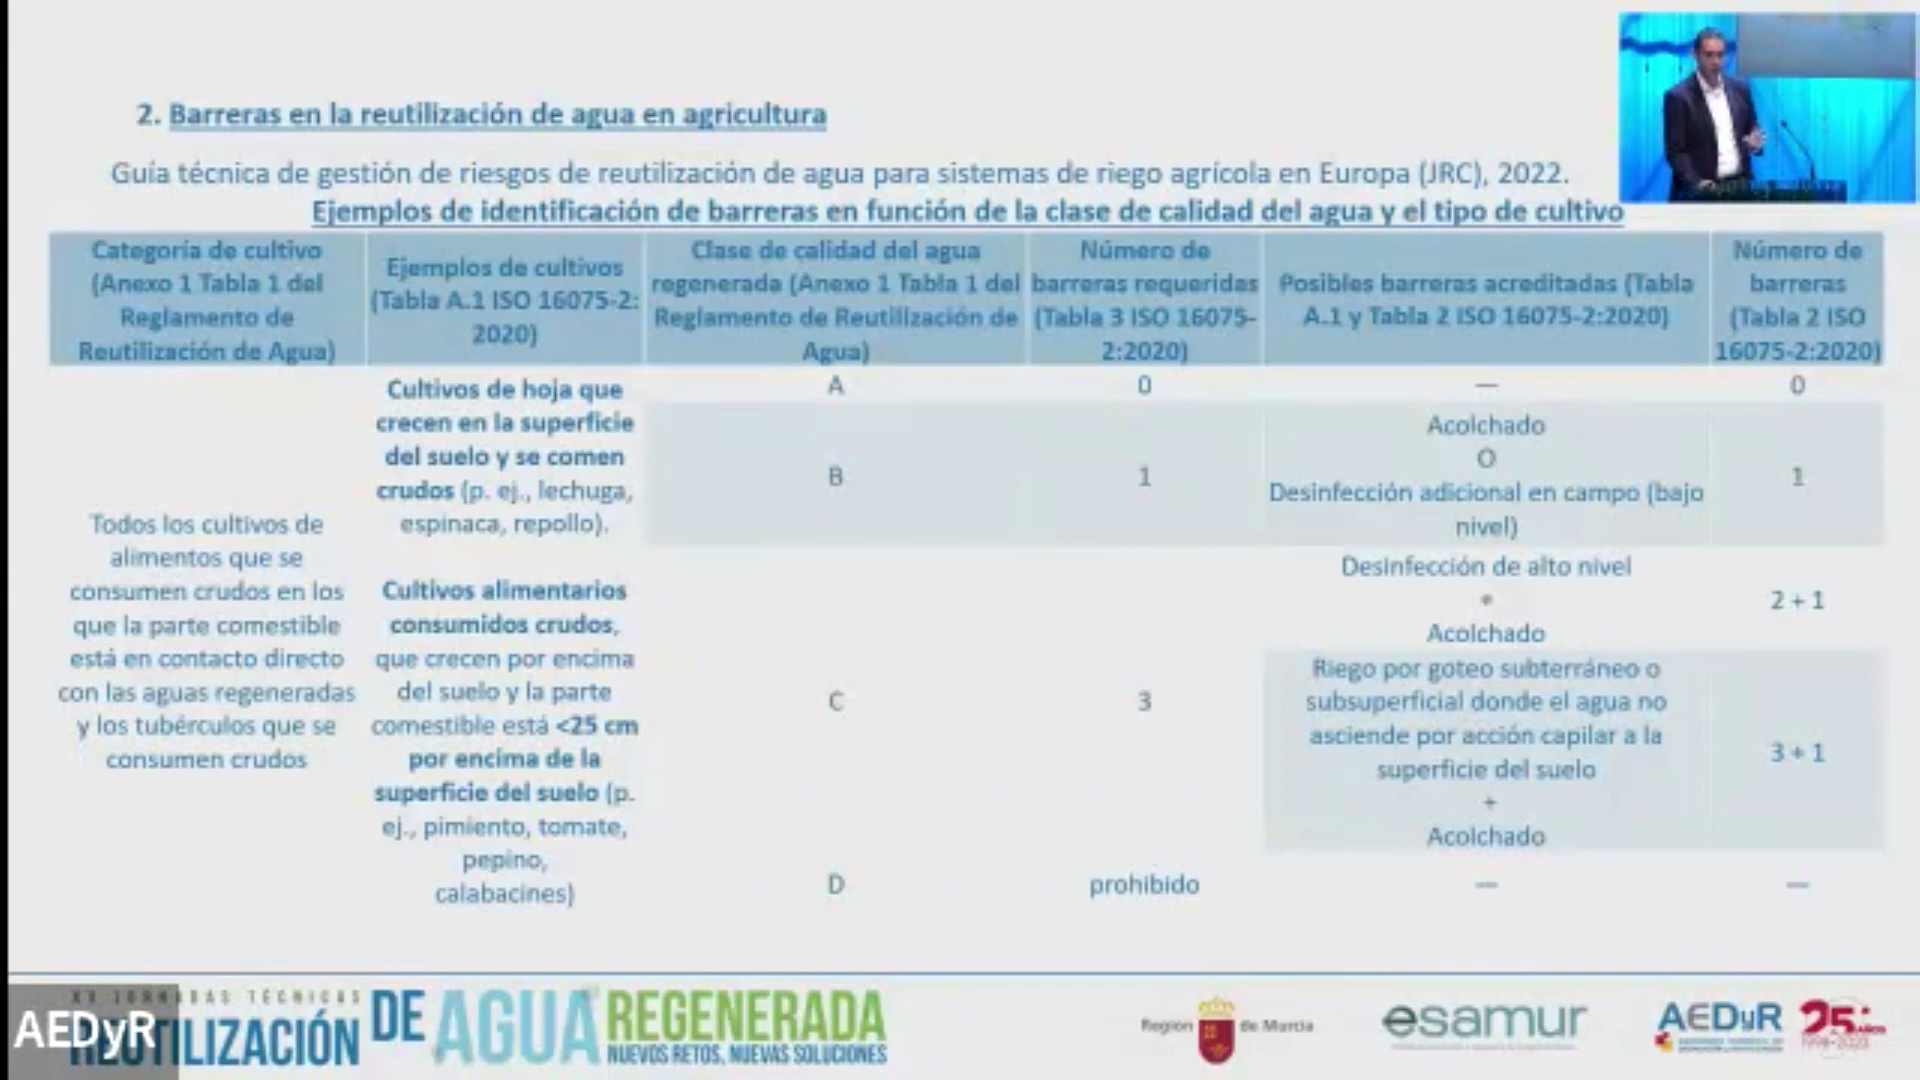 2. Barreras en la reutilización de agua en agricultura
Guía técnica de gestión de riesgos de reutilización de agua para sistemas de riego agrícola en Europa (JRC), 2022.
Ejemplos de identificación de barreras en función de la clase de calidad del agua y el tipo de cultivo
Categoría de cultivo
(Anexo 1 Tabla 1 del
Reglamento de
Reutilización de Agua)
Ejemplos de cultivos
(Tabla A.1 ISO 16075-2:
2020)
Clase de calidad del agua
regenerada (Anexo 1 Tabla 1 del
Reglamento de Reutilización de
Agua)
Número de
barreras requeridas
(Tabla 3 ISO 16075-
2:2020)
Posibles barreras acreditadas (Tabla
A.1 y Tabla 2 ISO 16075-2:2020)
Número de
barreras
(Tabla 2 ISO
16075-2:2020)
Todos los cultivos de
alimentos que se
consumen crudos en los
que la parte comestible
está en contacto directo
con las aguas regeneradas
y los tubérculos que se
consumen crudos
Cultivos de hoja que
crecen en la superficie
del suelo y se comen
crudos (p. ej., lechuga,
espinaca, repollo).
Cultivos alimentarios
consumidos crudos,
que crecen por encima
del suelo y la parte
comestible está <25 cm
por encima de la
superficie del suelo (p.
ej., pimiento, tomate,
pepino,
calabacines)
A
0
—
0
B
1
Acolchado
O
Desinfección adicional en campo (bajo
nivel)
1
C
3
Desinfección de alto nivel
+
Acolchado
2 + 1
Riego por goteo subterráneo o
subsuperficial donde el agua no
asciende por acción capilar a la
superficie del suelo
+
Acolchado
3 + 1
D
prohibido
—
—
JORNADAS TÉCNICAS
REUTILIZACIÓN DE AGUA REGENERADA
NUEVOS RETOS, NUEVAS SOLUCIONES
AEDyR
Región de Murcia
esamur
AEDyR
25 AÑOS